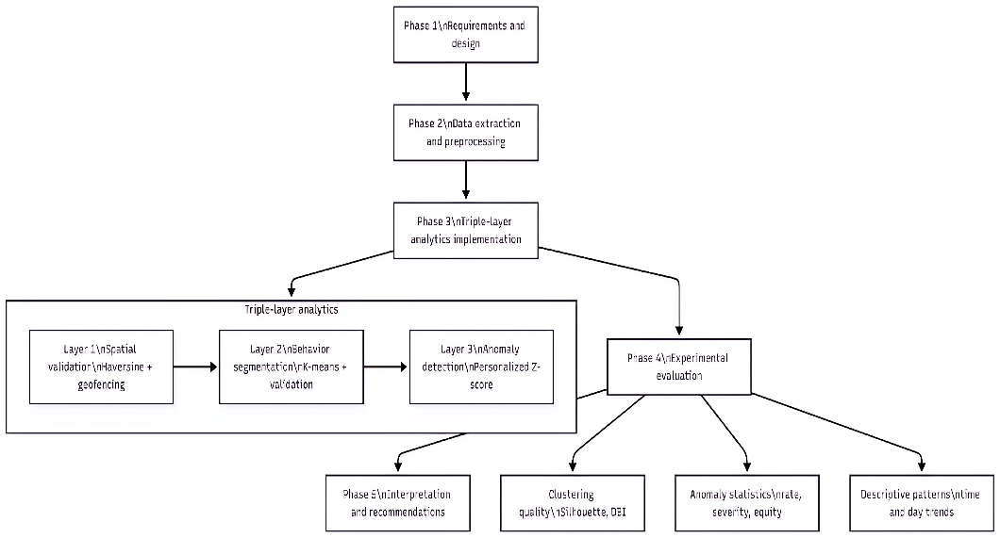 Phase 1\nRequirements and
design
Phase 2\nData extraction
and preprocessing
Phase 3\nTriple-layer
analytics implementation
Triple-layer analytics
Layer 1\nSpatial
validation\nHaversine +
geofencing
Layer 2\nBehavior
segmentation\nK-means +
validation
Layer 3\nAnomaly
detection\nPersonalized Z-
score
Phase 4\nExperimental
evaluation
Phase 5\nInterpretation
and recommendations
Clustering
quality\nSilhouette, DBI
Anomaly statistics\nrate,
severity, equity
Descriptive patterns\ntime
and day trends